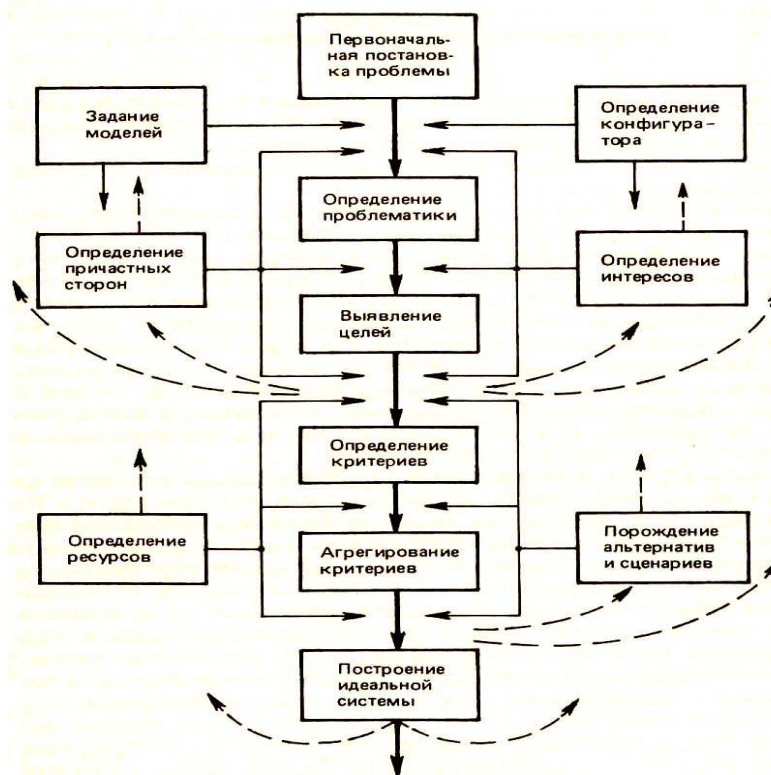 Первоначаль-
ная постанов-
ка проблемы
Задание
моделей
Определение
конфигура-
тора
Определение
проблематики
Определение
причастных
сторон
Определение
интересов
Выявление
целей
Определение
критериев
Определение
ресурсов
Агрегирование
критериев
Порождение
альтернатив
и сценариев
Построение
идеальной
системы